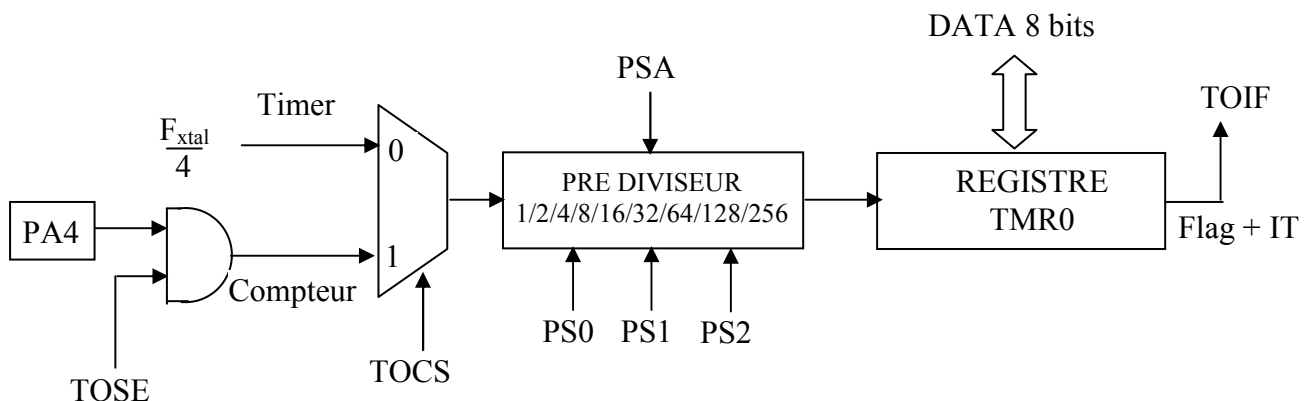 DATA 8 bits
PSA
TOIF
Timer
F_xtal
4
0
PRE DIVISEUR
1/2/4/8/16/32/64/128/256
REGISTRE
TMR0
PA4
1
Compteur
Flag + IT
PS0 PS1 PS2
TOSE
TOCS